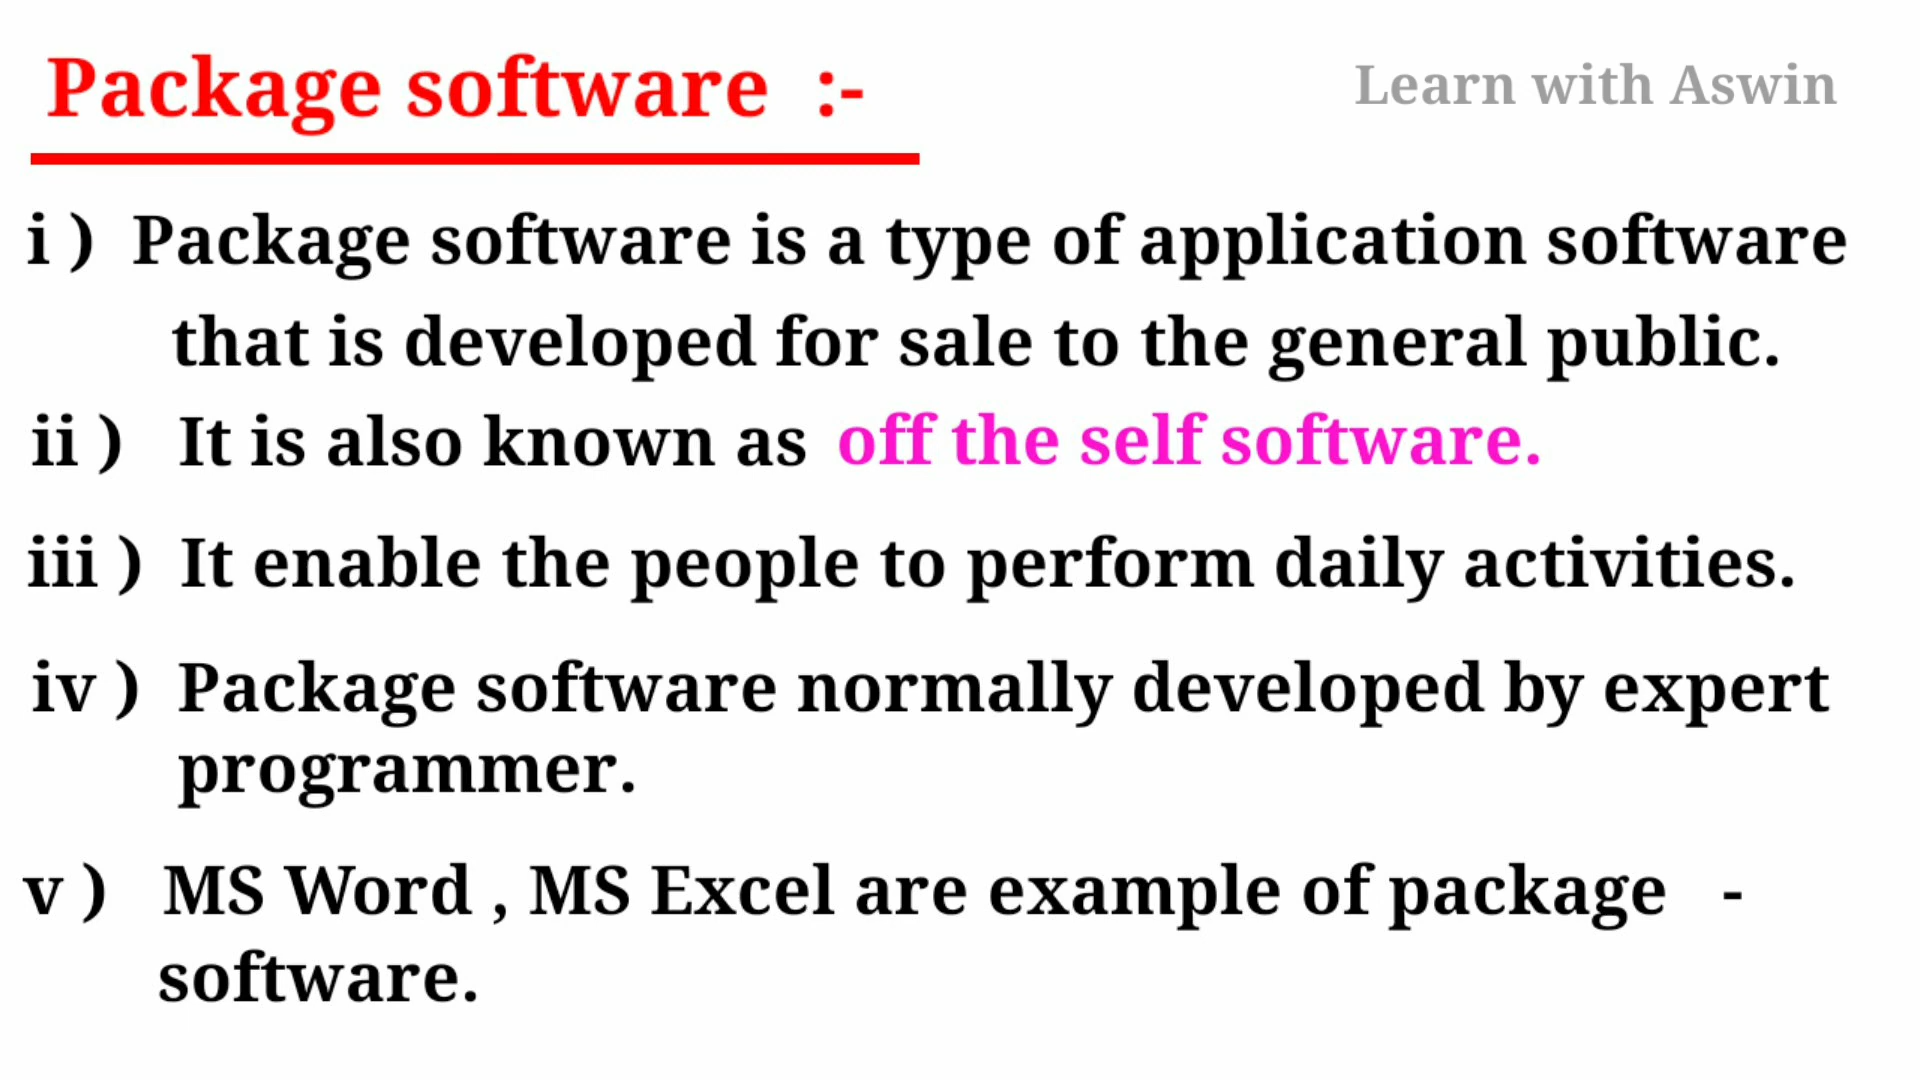 Package software :-
Learn with Aswin
i ) Package software is a type of application software
that is developed for sale to the general public.
ii ) It is also known as off the self software.
iii ) It enable the people to perform daily activities.
iv ) Package software normally developed by expert
programmer.
v ) MS Word , MS Excel are example of package -
software.